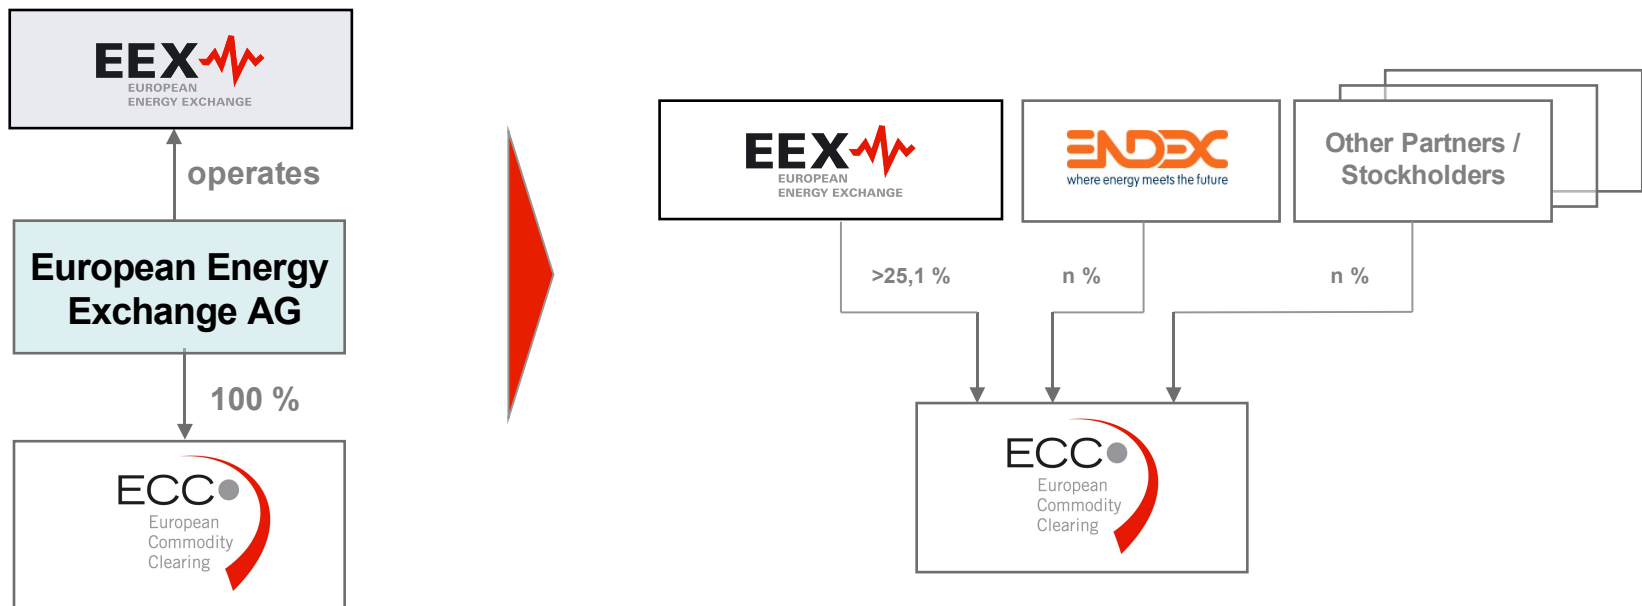 EEX
EUROPEAN
ENERGY EXCHANGE
operates
European Energy
Exchange AG
100 %
ECC
European
Commodity
Clearing
EEX
EUROPEAN
ENERGY EXCHANGE
ENDEX
where energy meets the future
Other Partners /
Stockholders
>25,1 %
n %
n %
ECC
European
Commodity
Clearing